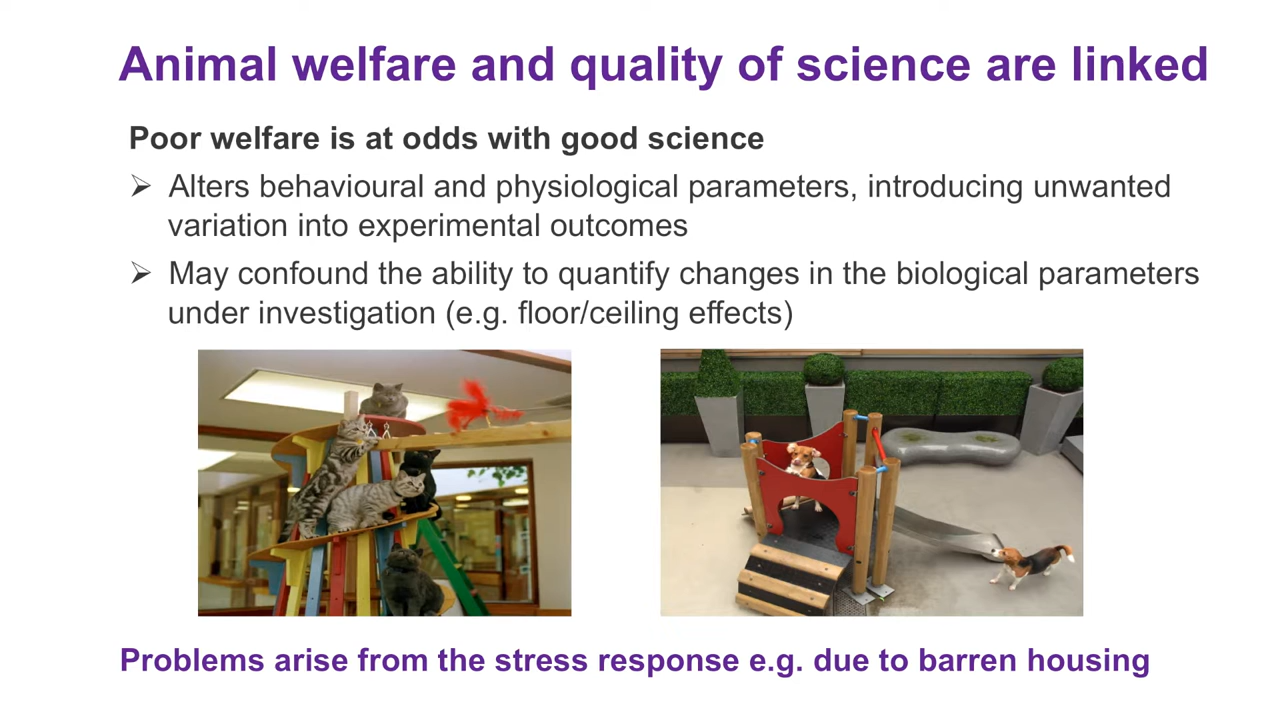 Animal welfare and quality of science are linked
Poor welfare is at odds with good science
➢ Alters behavioural and physiological parameters, introducing unwanted
variation into experimental outcomes
➢ May confound the ability to quantify changes in the biological parameters
under investigation (e.g. floor/ceiling effects)
Problems arise from the stress response e.g. due to barren housing